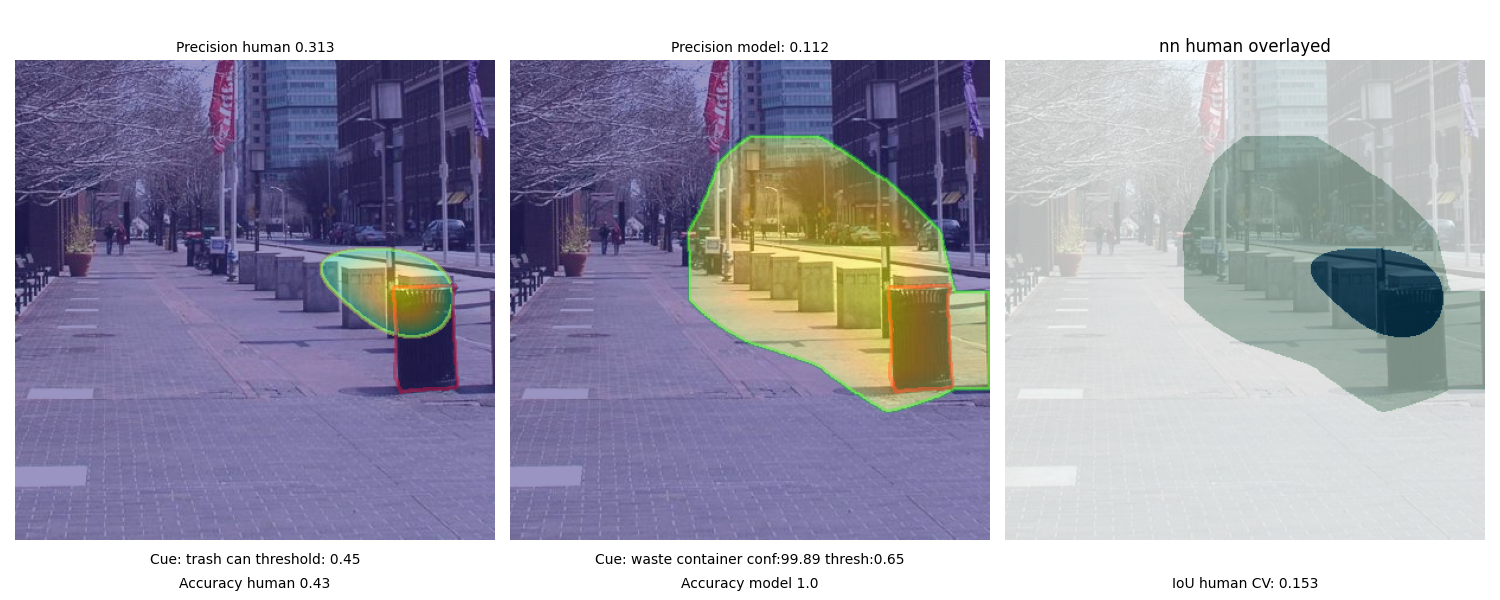 Precision human 0.313
Precision model: 0.112
nn human overlayed
Cue: trash can threshold: 0.45
Cue: waste container conf:99.89 thresh:0.65
Accuracy human 0.43
Accuracy model 1.0
IoU human CV: 0.153